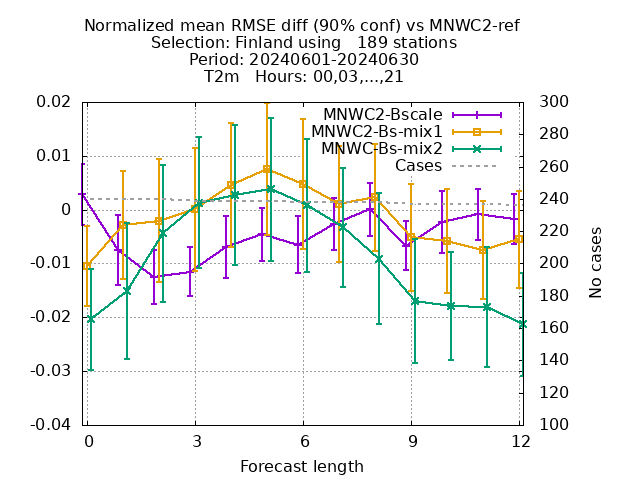 Normalized mean RMSE diff (90% conf) vs MNWC2-ref
Selection: Finland using   189 stations
Period: 20240601-20240630
T2m   Hours: 00,03,...,21
MNWC2-Bscale
MNWC2-Bs-mix1
MNWC-Bs-mix2
Cases
0.02
0.01
0
-0.01
-0.02
-0.03
-0.04
300
280
260
240
220
200
180
160
140
120
100
No cases
0
3
6
9
12
Forecast length